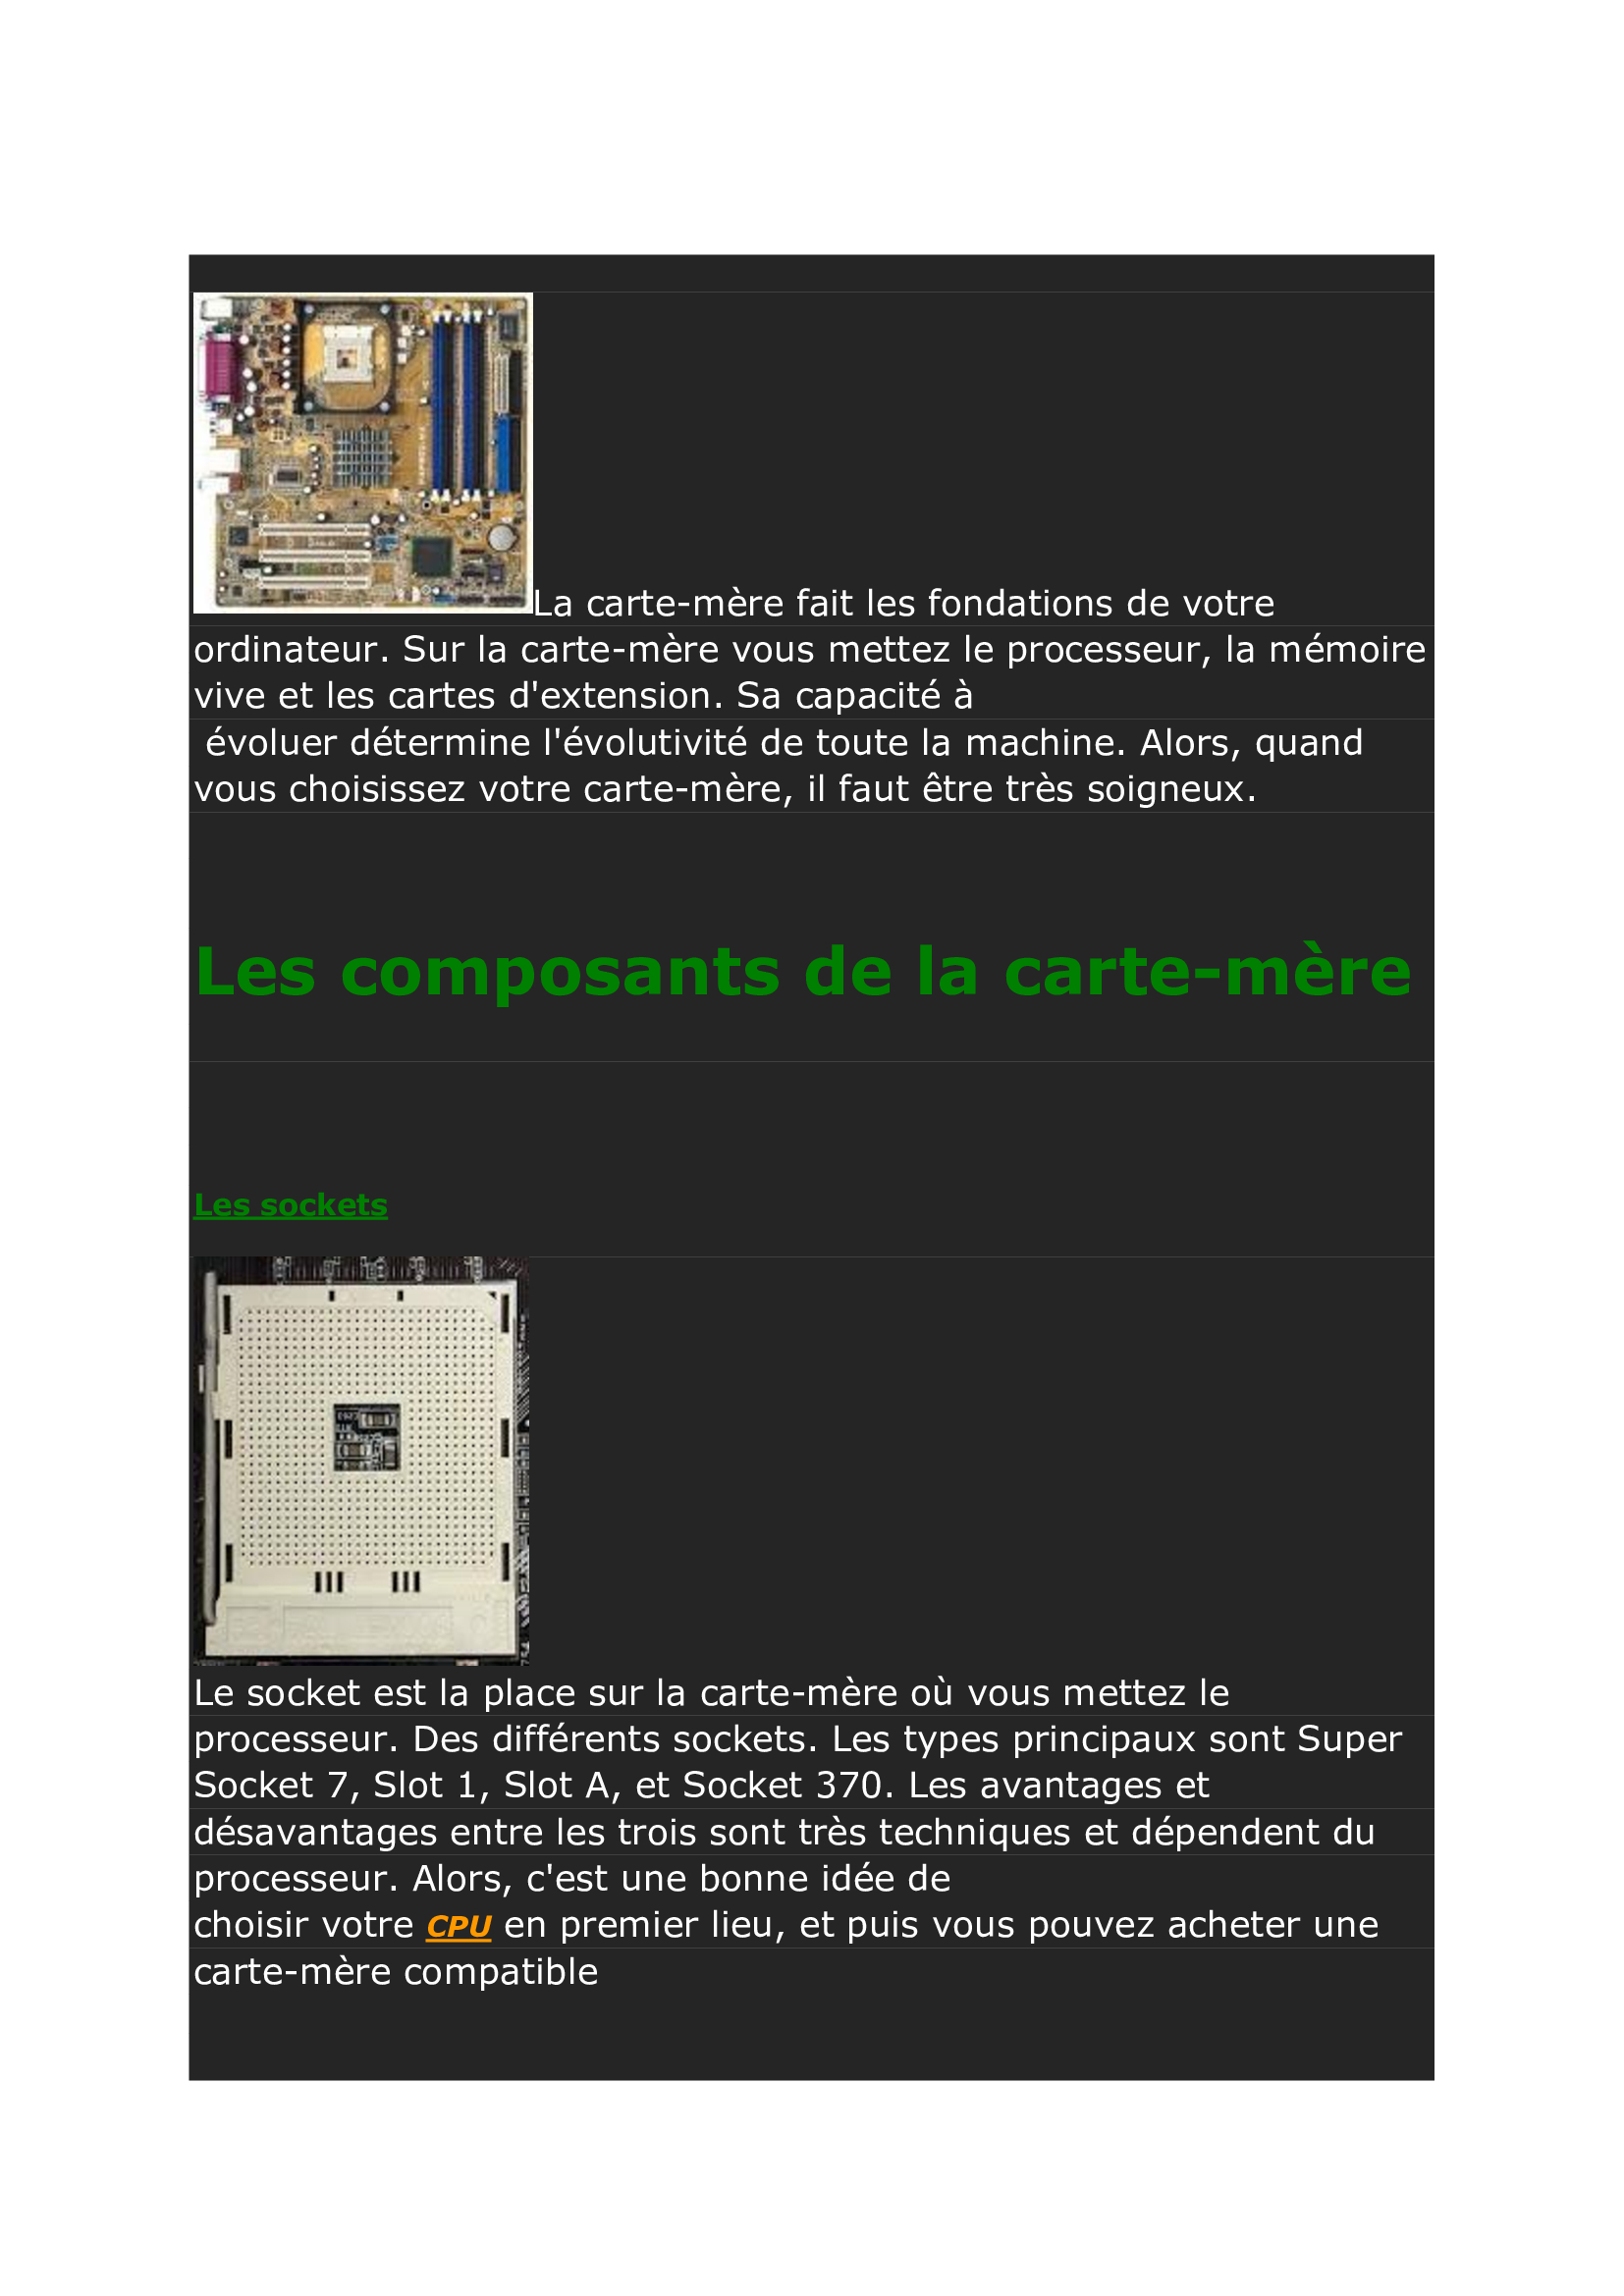 La carte-mère fait les fondations de votre
ordinateur. Sur la carte-mère vous mettez le processeur, la mémoire
vive et les cartes d'extension. Sa capacité à
évoluer détermine l'évolutivité de toute la machine. Alors, quand
vous choisissez votre carte-mère, il faut être très soigneux.
Les composants de la carte-mère
Les sockets
Le socket est la place sur la carte-mère où vous mettez le
processeur. Des différents sockets. Les types principaux sont Super
Socket 7, Slot 1, Slot A, et Socket 370. Les avantages et
désavantages entre les trois sont très techniques et dépendent du
processeur. Alors, c'est une bonne idée de
choisir votre CPU en premier lieu, et puis vous pouvez acheter une
carte-mère compatible